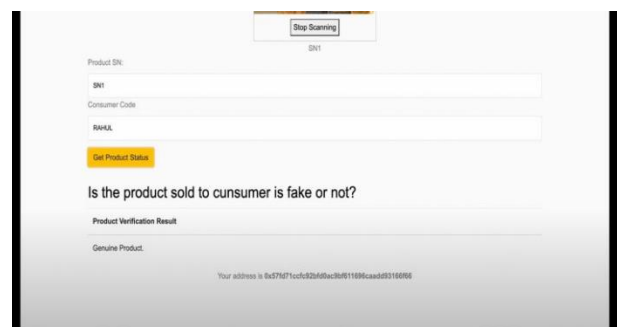 Stop Scanning
SN1
Product SN:
SN1
Consumer Code
RAHUL
Get Product Status
Is the product sold to cunsumer is fake or not?
Product Verification Result
Genuine Product.
Your address is